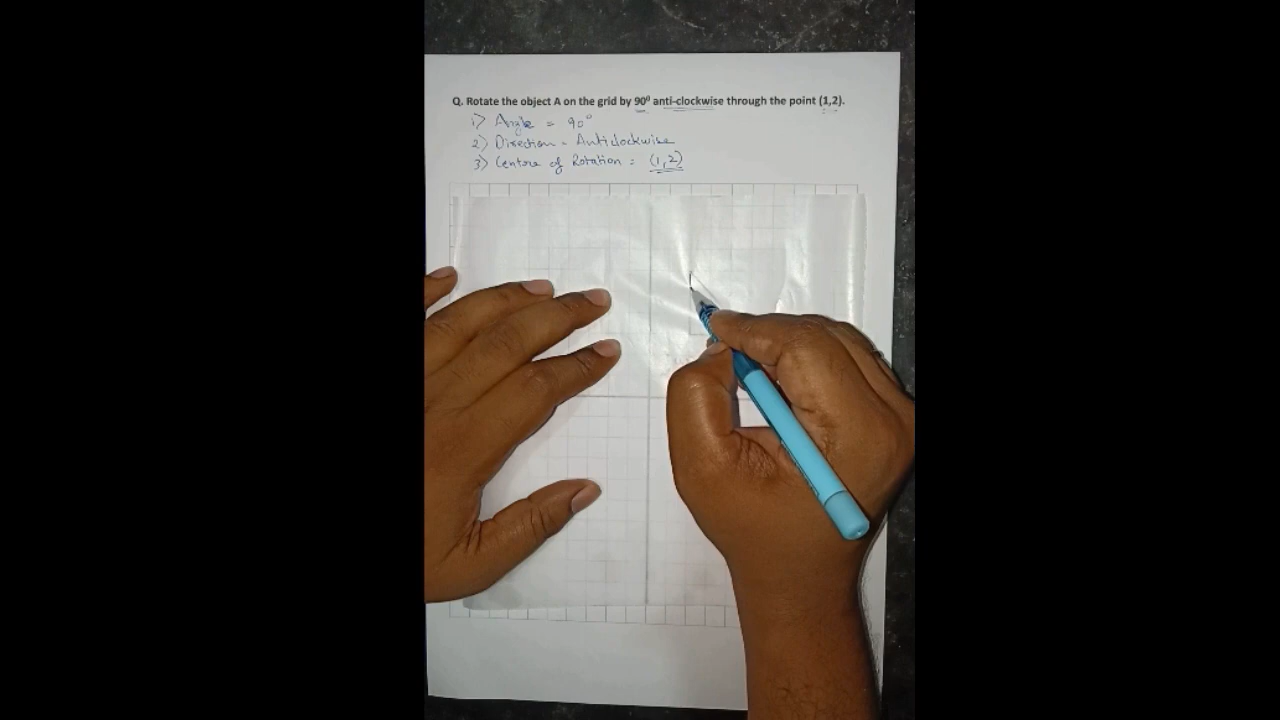 Q. Rotate the object A on the grid by 90⁰ anti-clockwise through the point (1,2).
1) Angle = 90°
2) Direction = Anticlockwise
3) Centre of Rotation = (1,2)